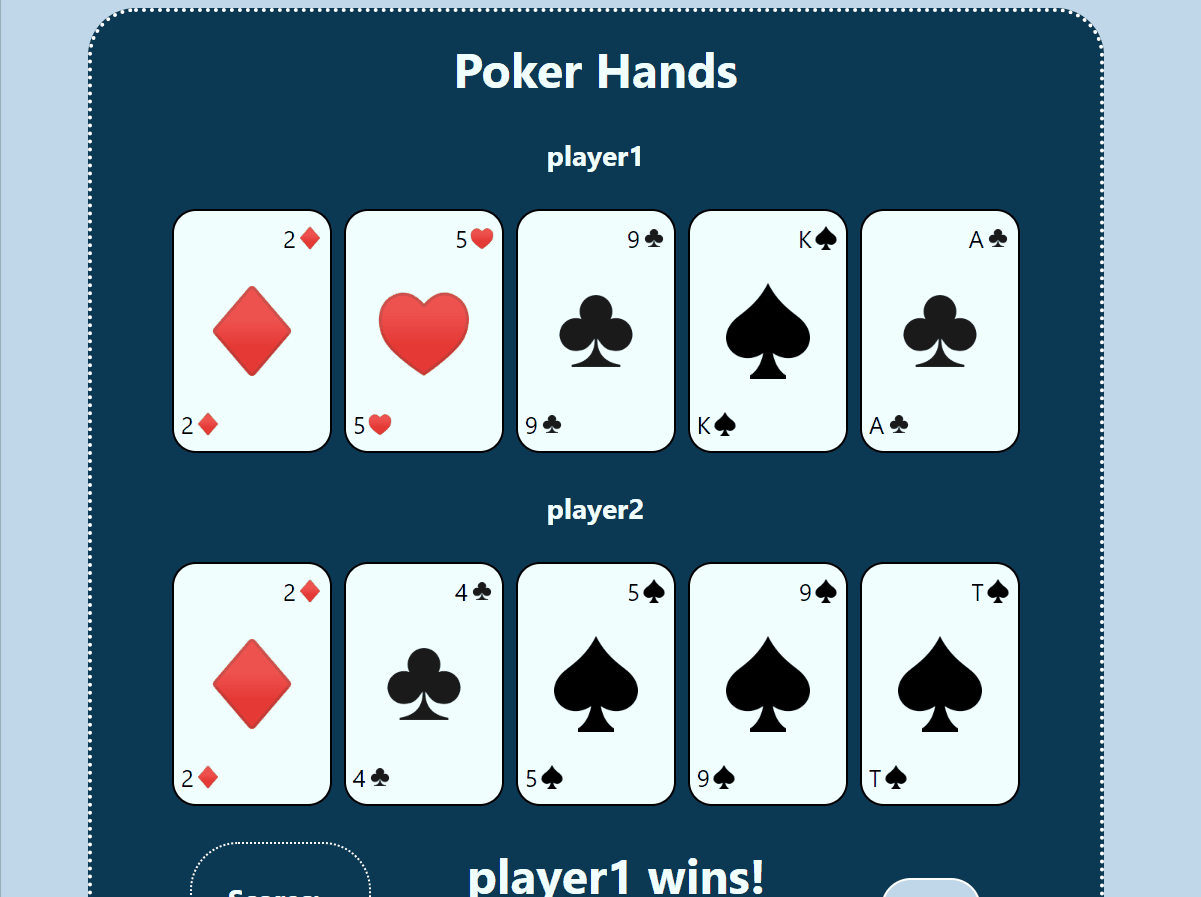 Poker Hands
player1
2♦ 5♥ 9♣ K♠ A♣
2♦ 5♥ 9♣ K♠ A♣
player2
2♦ 4♣ 5♠ 9♠ T♠
2♦ 4♣ 5♠ 9♠ T♠
player1 wins!